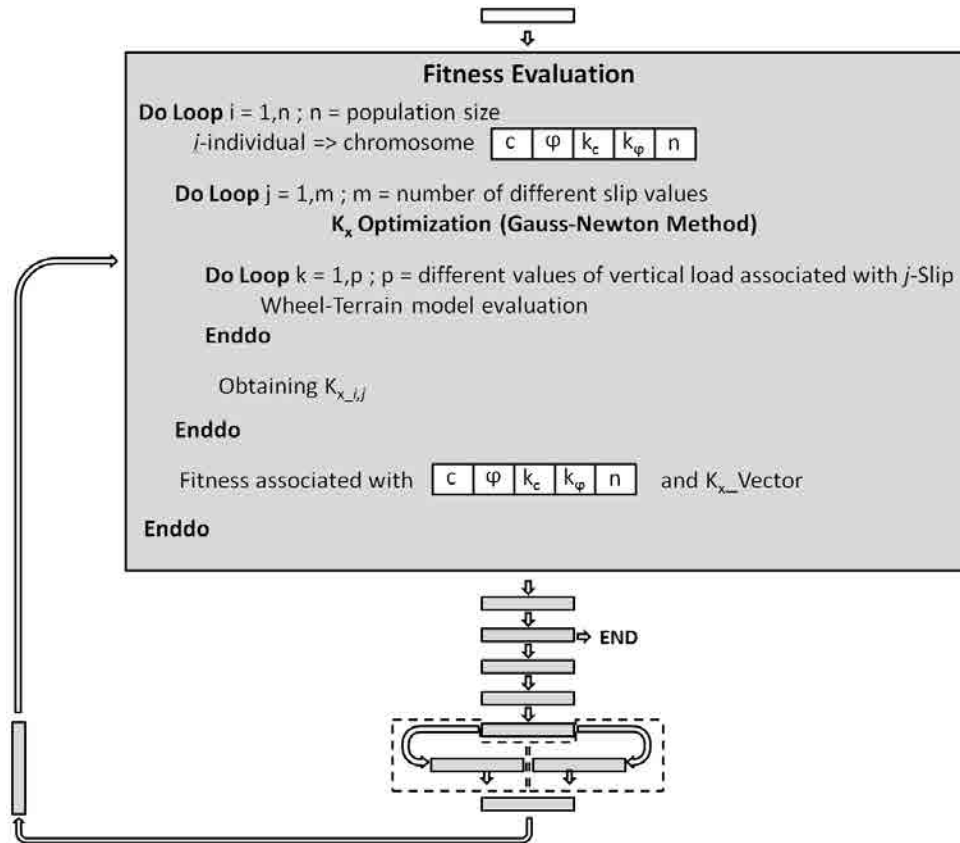 Fitness Evaluation
Do Loop i = 1,n ; n = population size
i-individual => chromosome c φ k_c k_φ n
Do Loop j = 1,m ; m = number of different slip values
K_x Optimization (Gauss-Newton Method)
Do Loop k = 1,p ; p = different values of vertical load associated with j-Slip
Wheel-Terrain model evaluation
Enddo
Obtaining K_x_i,j
Enddo
Fitness associated with c φ k_c k_φ n and K_x_Vector
Enddo
END